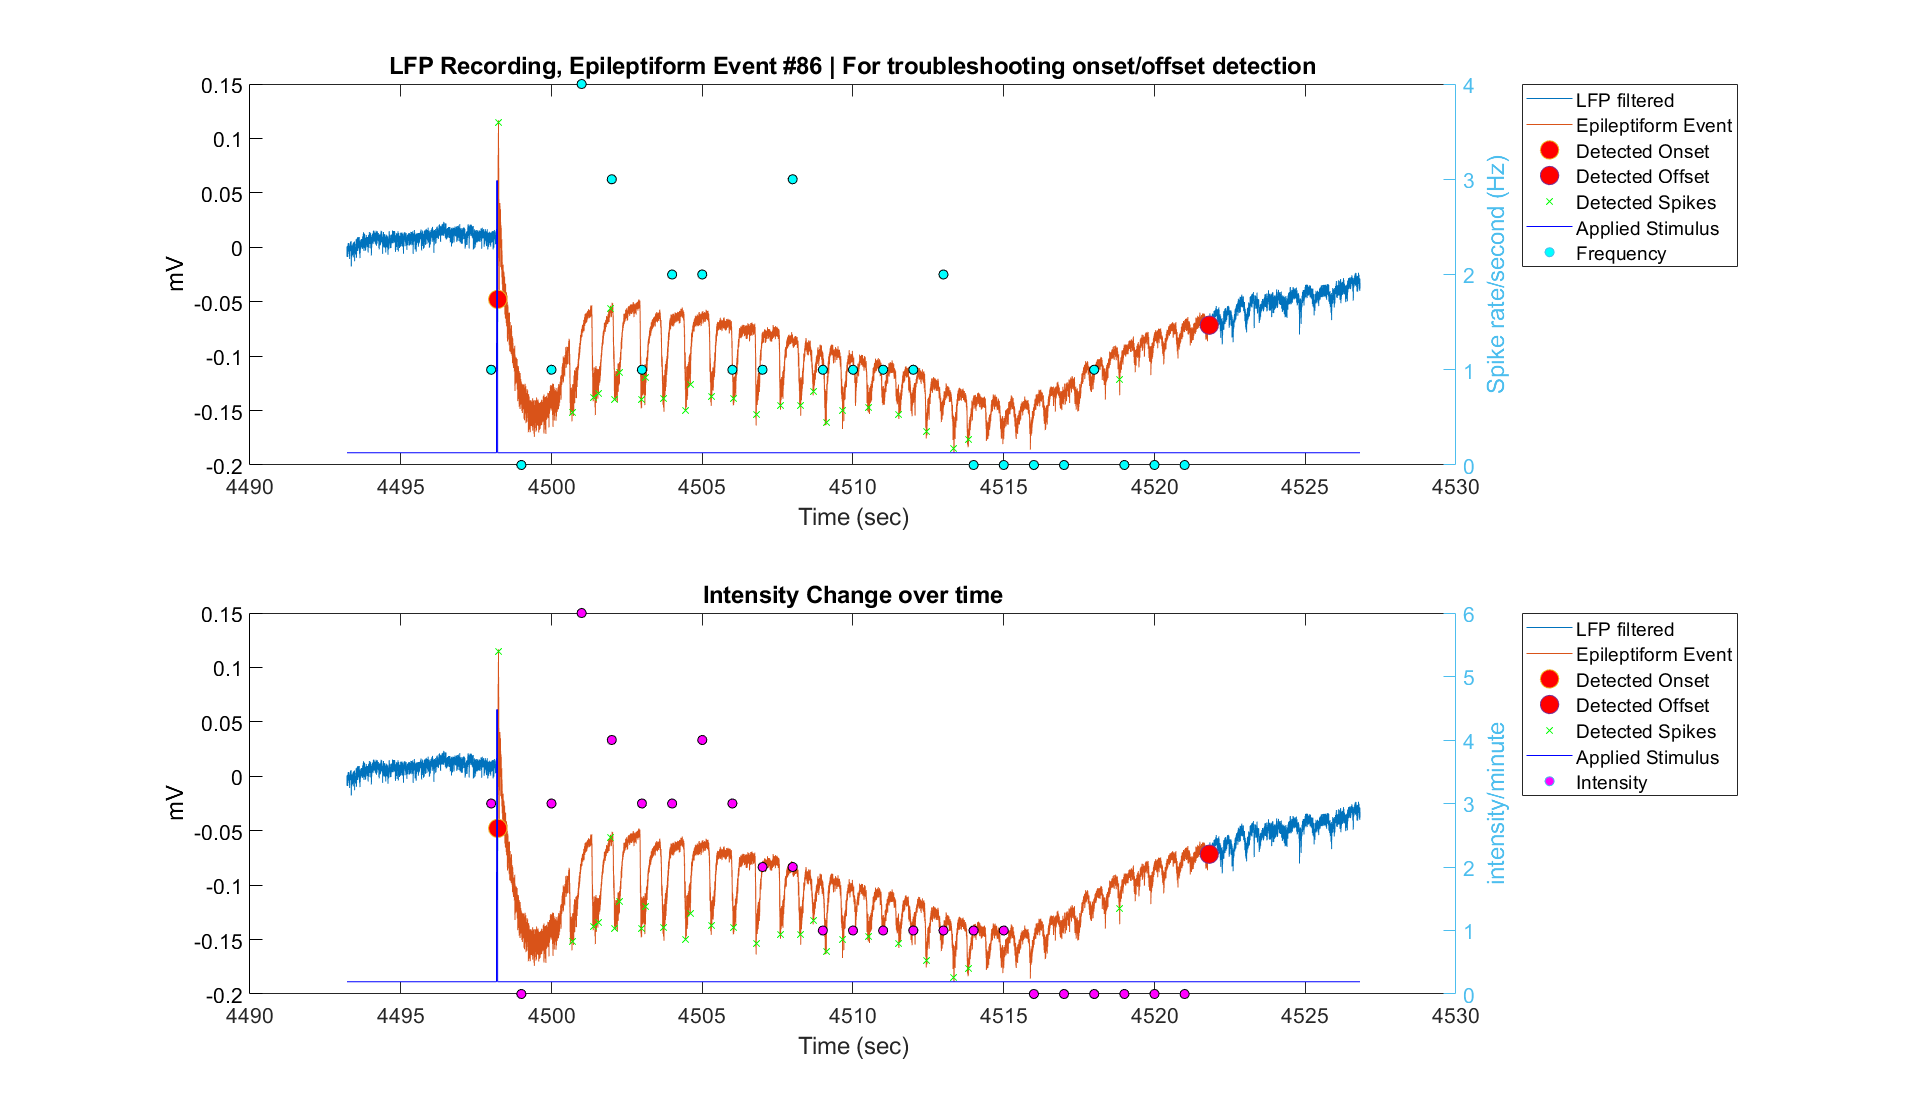 LFP Recording, Epileptiform Event #86 | For troubleshooting onset/offset detection
0.15
0.1
0.05
0
-0.05
-0.1
-0.15
-0.2
mV
4490 4495 4500 4505 4510 4515 4520 4525 4530
Time (sec)
4
3
2
1
0
Spike rate/second (Hz)
LFP filtered
Epileptiform Event
Detected Onset
Detected Offset
Detected Spikes
Applied Stimulus
Frequency
Intensity Change over time
0.15
0.1
0.05
0
-0.05
-0.1
-0.15
-0.2
mV
4490 4495 4500 4505 4510 4515 4520 4525 4530
Time (sec)
6
5
4
3
2
1
0
intensity/minute
LFP filtered
Epileptiform Event
Detected Onset
Detected Offset
Detected Spikes
Applied Stimulus
Intensity